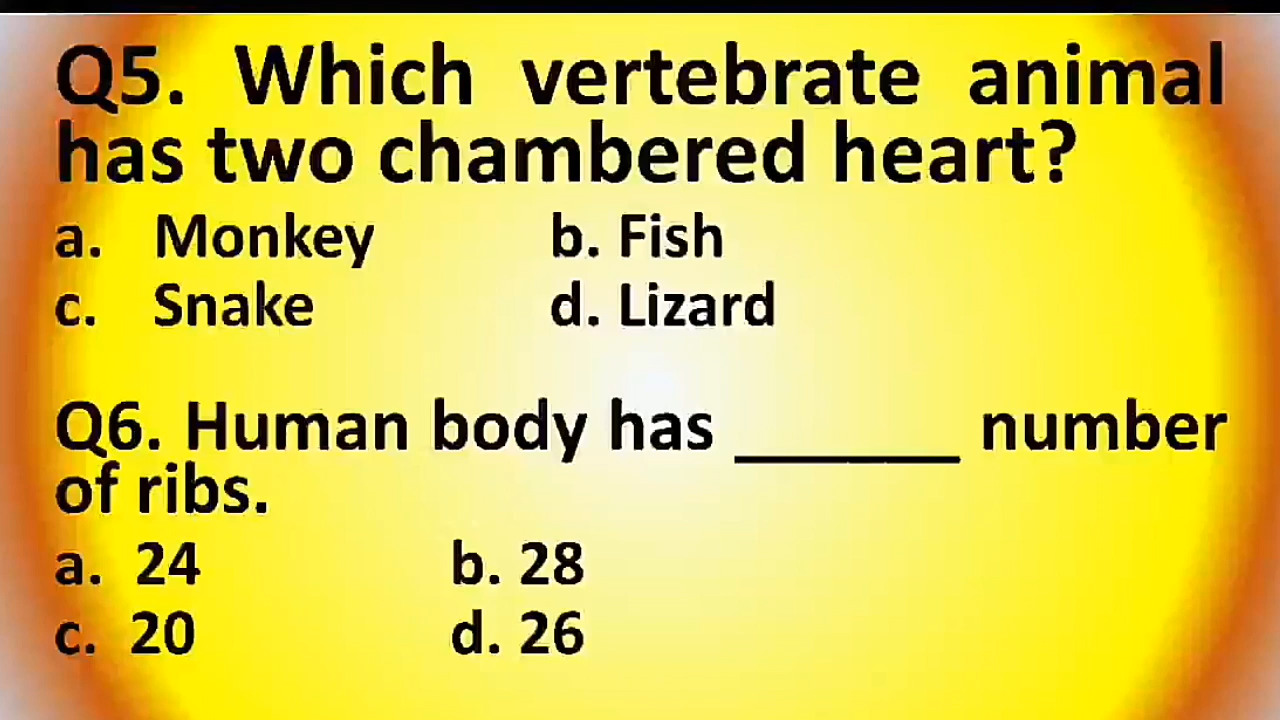 Q5. Which vertebrate animal
has two chambered heart?
a. Monkey b. Fish
c. Snake d. Lizard
Q6. Human body has ______ number
of ribs.
a. 24 b. 28
c. 20 d. 26